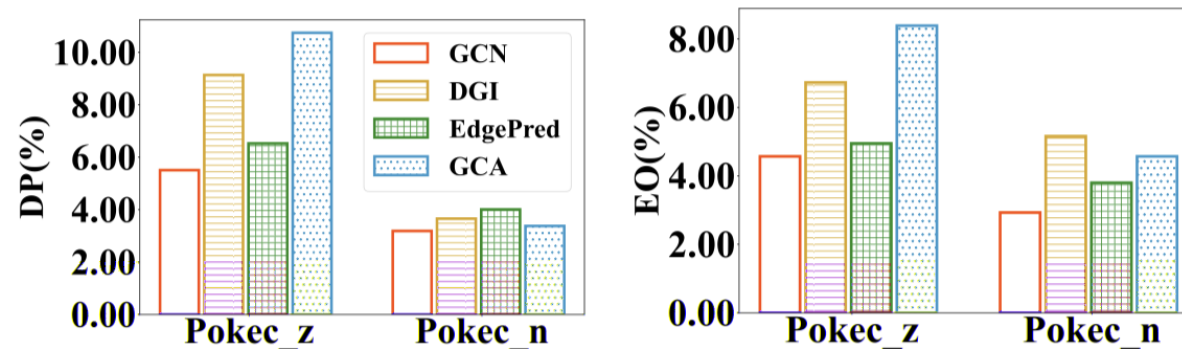 DP(%)
10.00
8.00
6.00
4.00
2.00
0.00
GCN
DGI
EdgePred
GCA
Pokec_z
Pokec_n
EO(%)
8.00
6.00
4.00
2.00
0.00
Pokec_z
Pokec_n